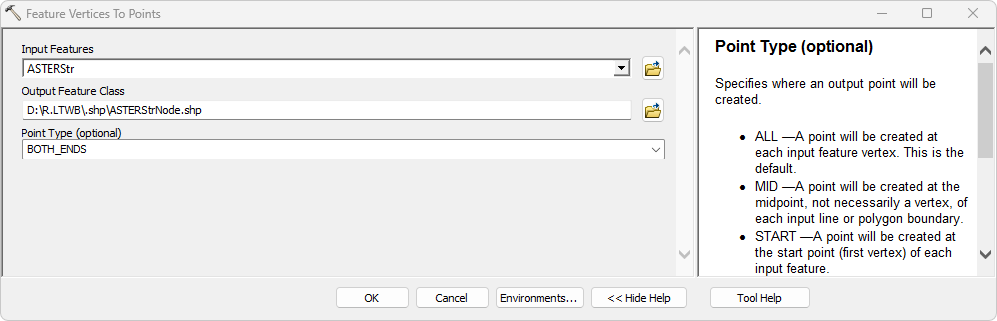 Feature Vertices To Points
Input Features
ASTERStr
Output Feature Class
D:\R.LTWB\.shp\ASTERStrNode.shp
Point Type (optional)
BOTH_ENDS
Point Type (optional)
Specifies where an output point will be
created.
• ALL —A point will be created at
each input feature vertex. This is the
default.
• MID —A point will be created at the
midpoint, not necessarily a vertex, of
each input line or polygon boundary.
• START —A point will be created at
the start point (first vertex) of each
input feature.
OK
Cancel
Environments...
<< Hide Help
Tool Help